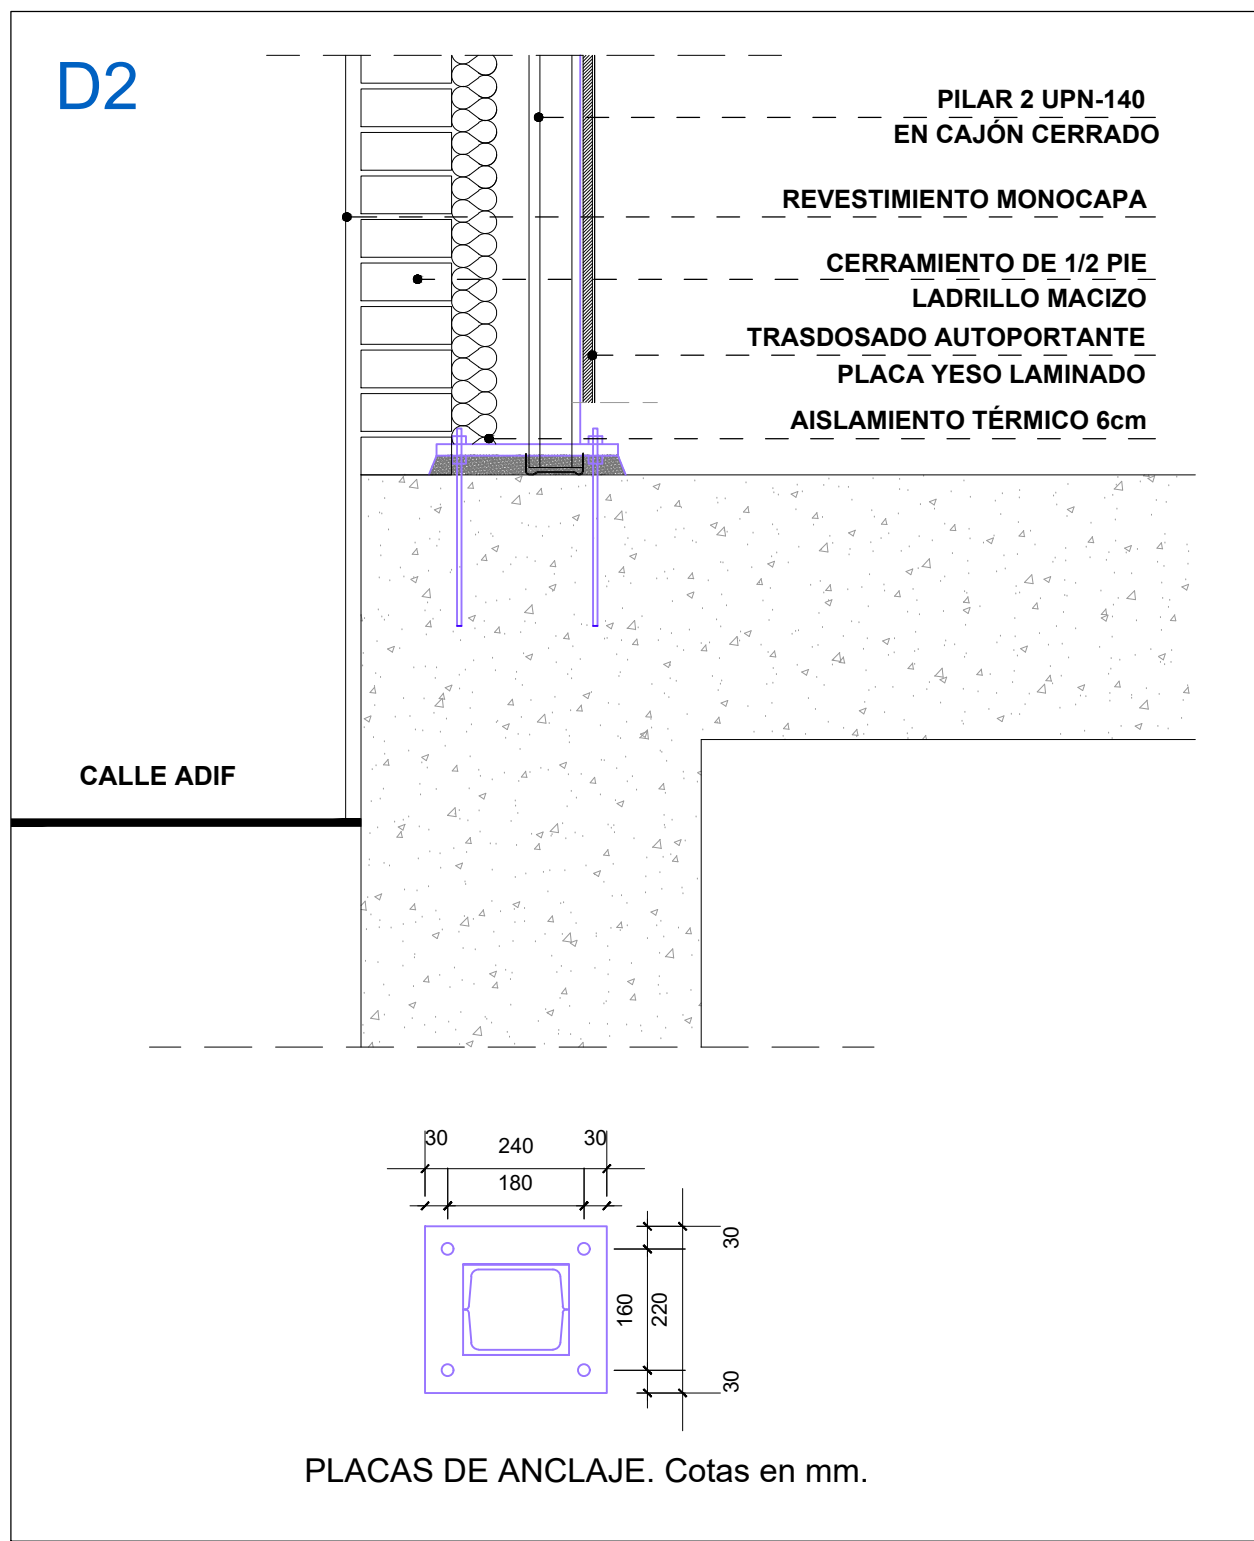 D2
PILAR 2 UPN-140
EN CAJÓN CERRADO
REVESTIMIENTO MONOCAPA
CERRAMIENTO DE 1/2 PIE
LADRILLO MACIZO
TRASDOSADO AUTOPORTANTE
PLACA YESO LAMINADO
AISLAMIENTO TÉRMICO 6cm
CALLE ADIF
30 240 30
180
30
160 220
30
PLACAS DE ANCLAJE. Cotas en mm.